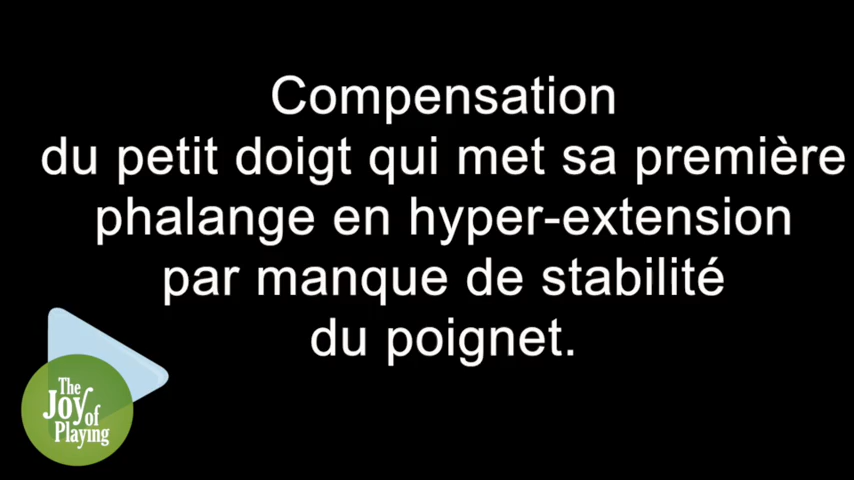 Compensation
du petit doigt qui met sa première
phalange en hyper-extension
par manque de stabilité
du poignet.
The
Joy of
Playing